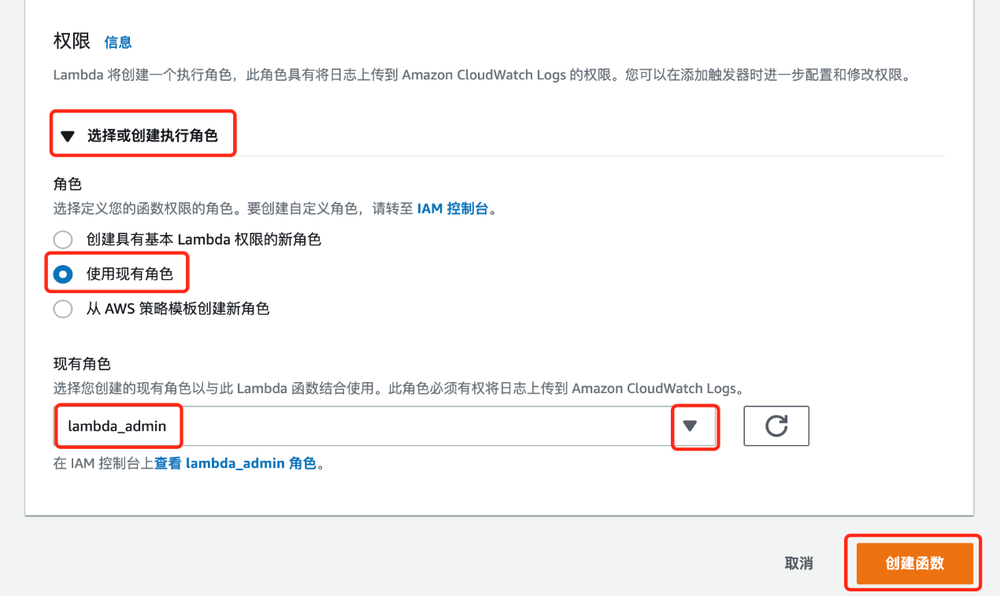 权限 信息
Lambda 将创建一个执行角色，此角色具有将日志上传到 Amazon CloudWatch Logs 的权限。您可以在添加触发器时进一步配置和修改权限。
选择或创建执行角色
角色
选择定义您的函数权限的角色。要创建自定义角色，请转至 IAM 控制台。
创建具有基本 Lambda 权限的新角色
使用现有角色
从 AWS 策略模板创建新角色
现有角色
选择您创建的现有角色以与此 Lambda 函数结合使用。此角色必须有权将日志上传到 Amazon CloudWatch Logs。
lambda_admin
在 IAM 控制台上查看 lambda_admin 角色。
取消 创建函数